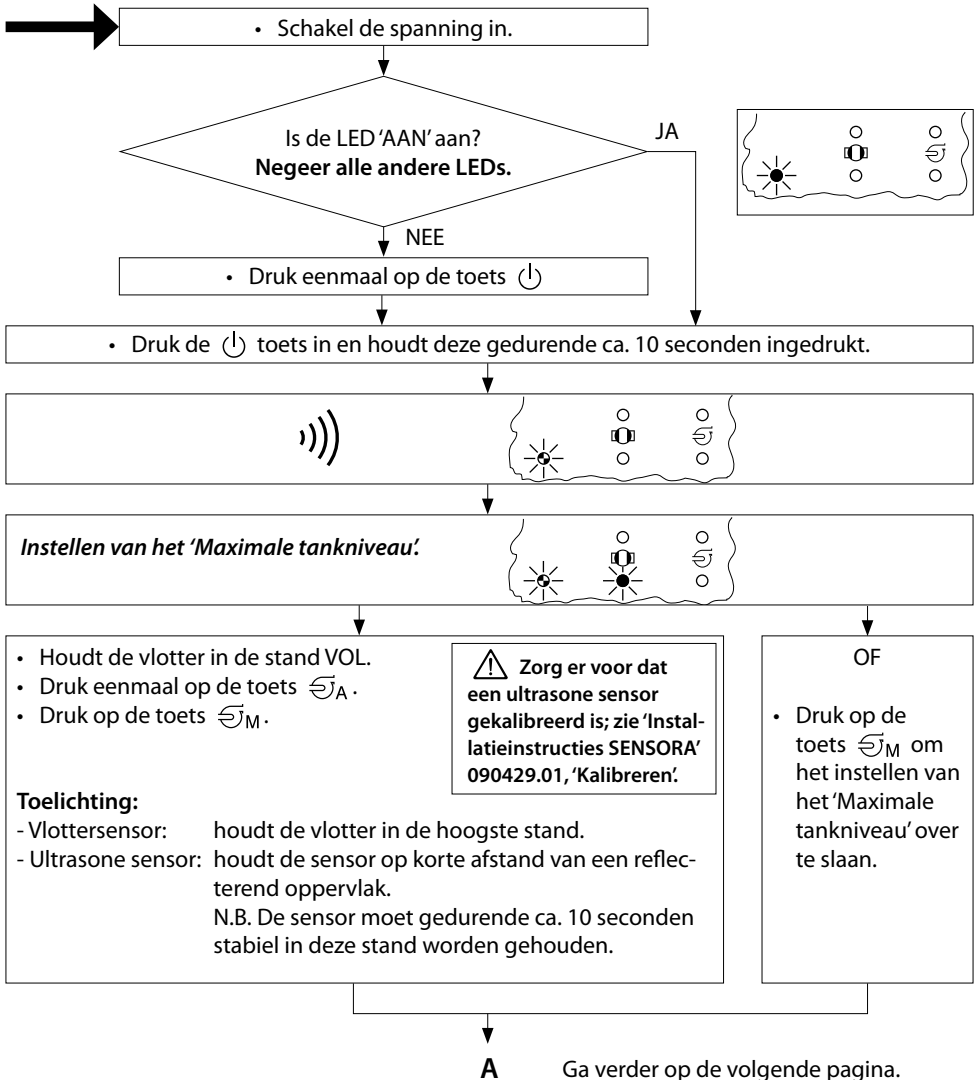 • Schakel de spanning in.
Is de LED 'AAN' aan?
Negeer alle andere LEDs.
JA
NEE
• Druk eenmaal op de toets
• Druk de toets in en houdt deze gedurende ca. 10 seconden ingedrukt.
Instellen van het 'Maximale tankniveau'.
• Houdt de vlotter in de stand VOL.
• Druk eenmaal op de toets A.
• Druk op de toets M.
Zorg er voor dat
een ultrasone sensor
gekalibreerd is; zie 'Instal-
latieinstructies SENSORA'
090429.01, 'Kalibreren'.
Toelichting:
- Vlottersensor: houdt de vlotter in de hoogste stand.
- Ultrasone sensor: houdt de sensor op korte afstand van een reflec-
terend oppervlak.
N.B. De sensor moet gedurende ca. 10 seconden
stabiel in deze stand worden gehouden.
OF
• Druk op de
toets M om
het instellen van
het 'Maximale
tankniveau' over
te slaan.
A
Ga verder op de volgende pagina.